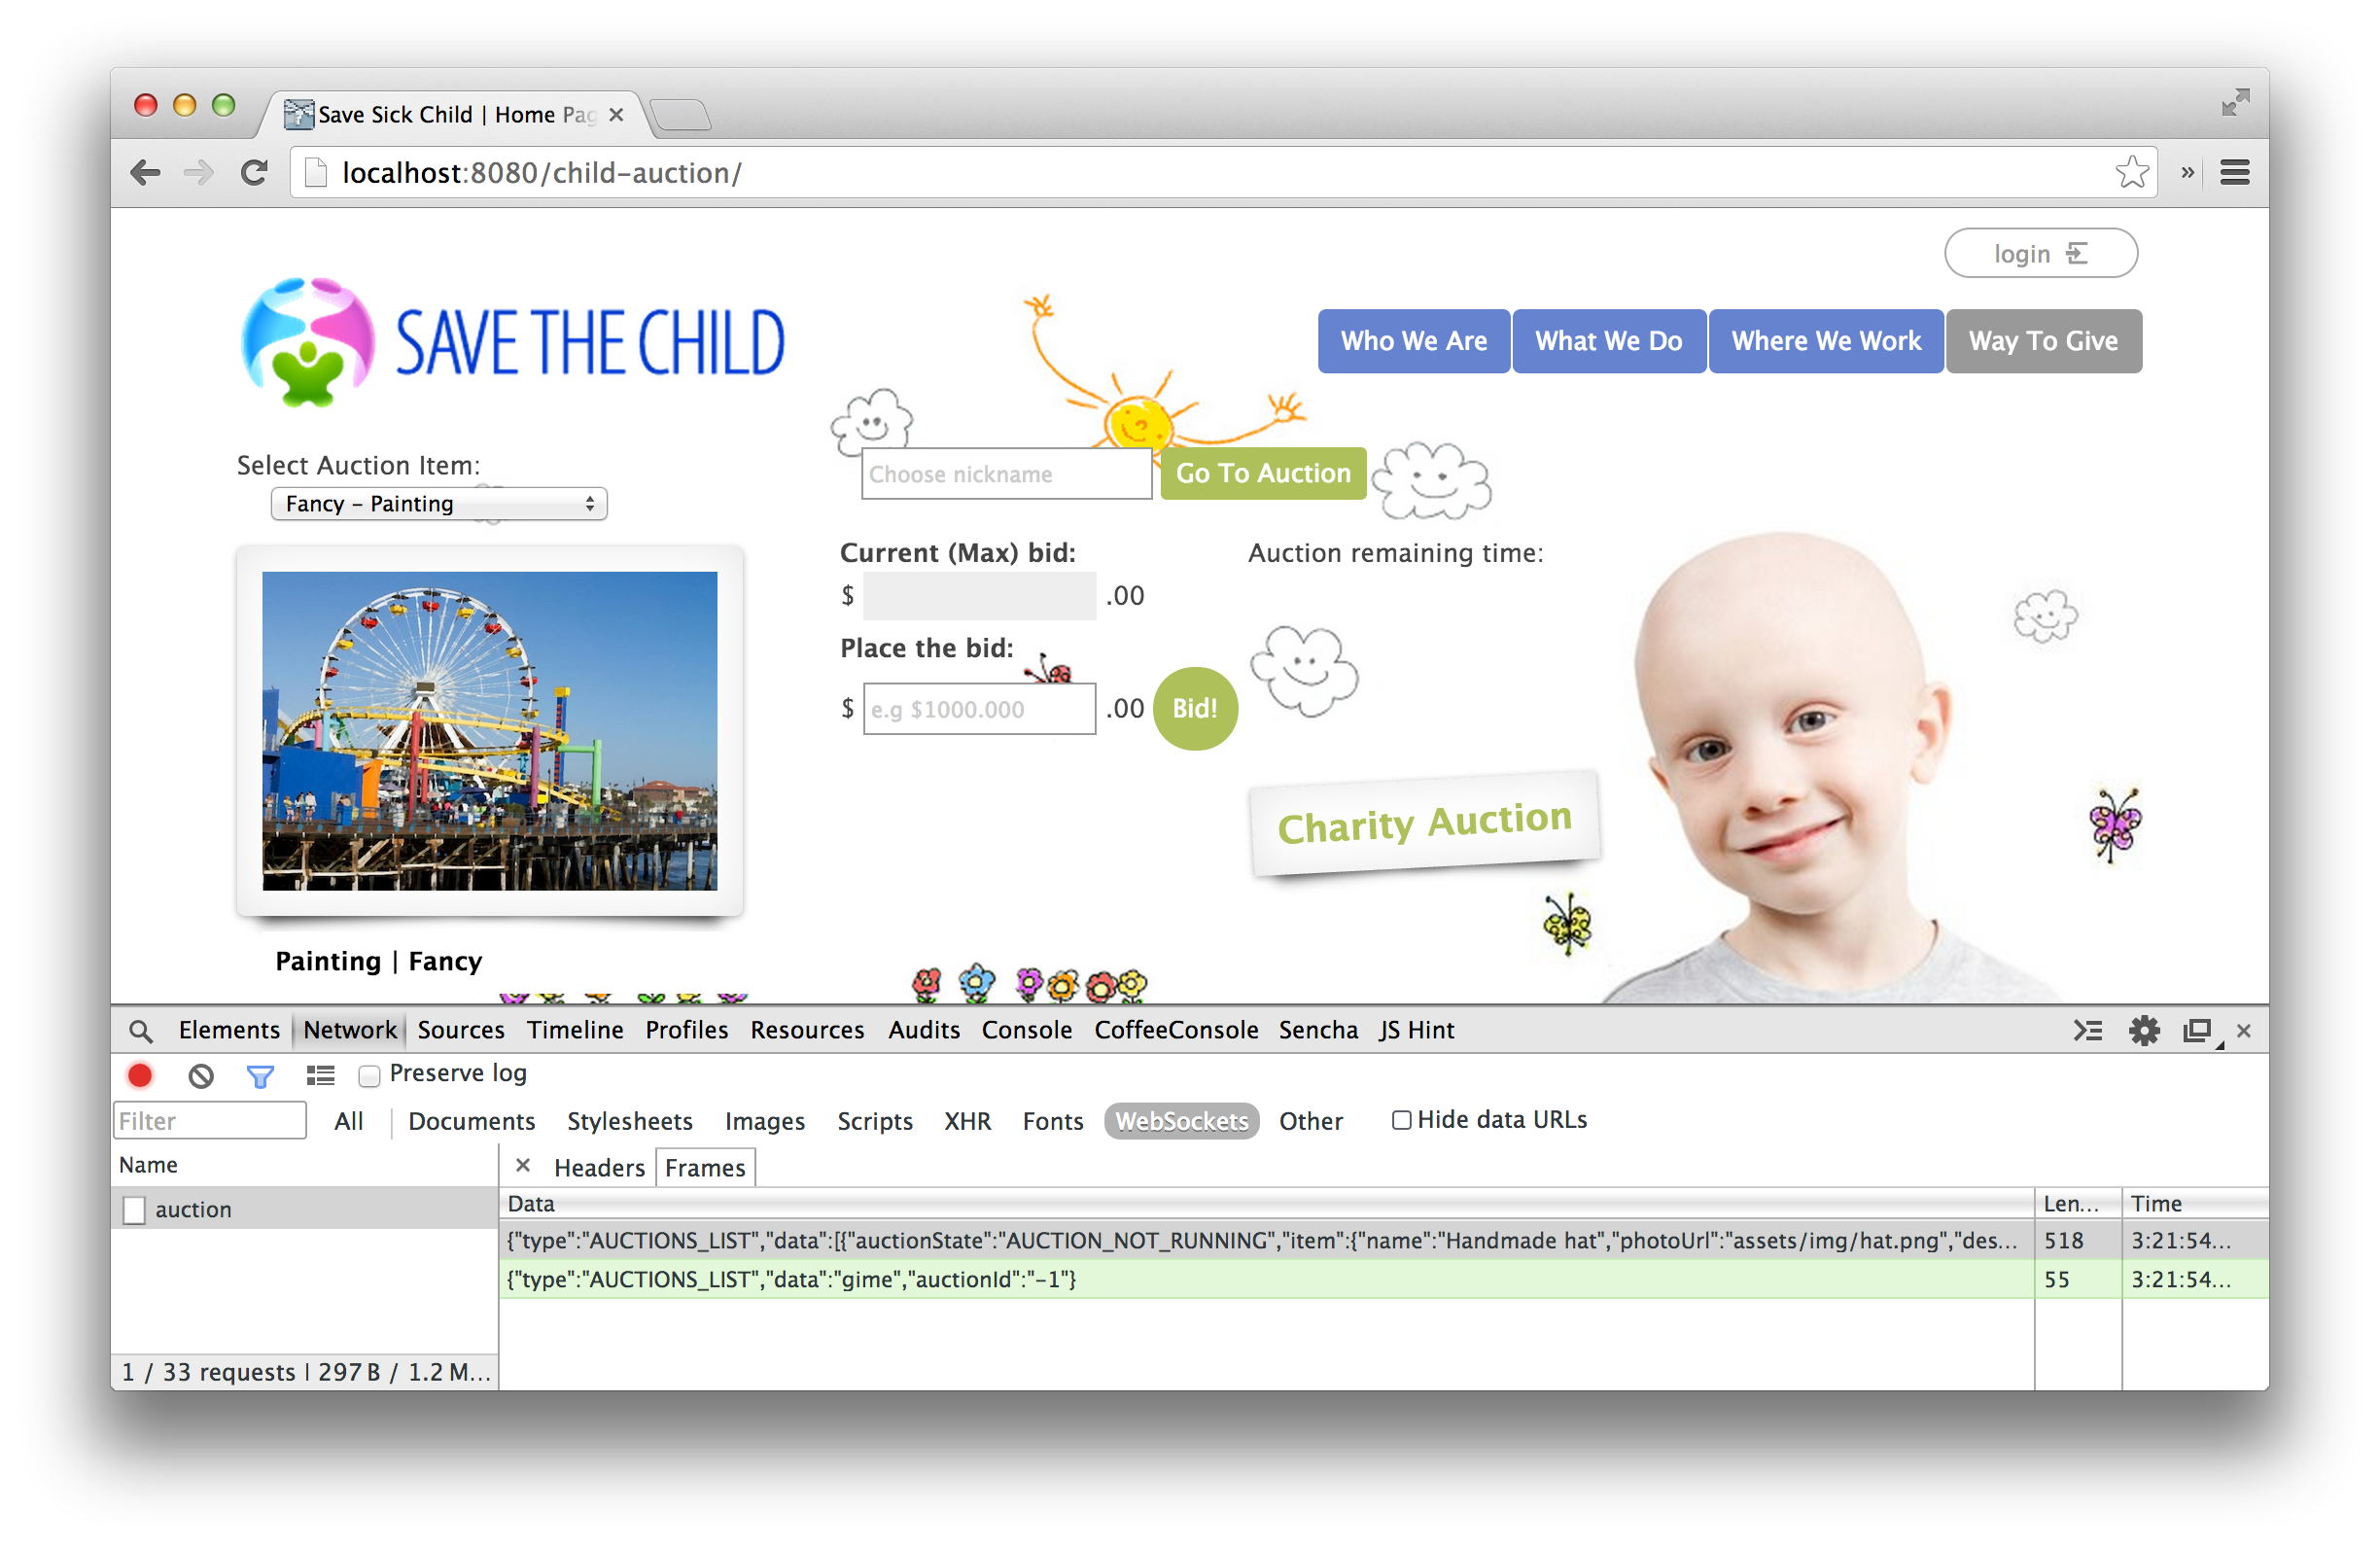 Save Sick Child | Home Pag
localhost:8080/child-auction/
login
SAVE THE CHILD
Who We Are What We Do Where We Work Way To Give
Select Auction Item:
Fancy - Painting
Choose nickname Go To Auction
Current (Max) bid: Auction remaining time:
$ .00
Place the bid:
$ e.g $1000.000 .00 Bid!
Charity Auction
Painting | Fancy
Elements Network Sources Timeline Profiles Resources Audits Console CoffeeConsole Sencha JS Hint
Preserve log
Filter All Documents Stylesheets Images Scripts XHR Fonts WebSockets Other Hide data URLs
Name Headers Frames
Data Len... Time
auction
{"type":"AUCTIONS_LIST","data":[{"auctionState":"AUCTION_NOT_RUNNING","item":{"name":"Handmade hat","photoUrl":"assets/img/hat.png","des... 518 3:21:54...
{"type":"AUCTIONS_LIST","data":"gime","auctionId":"-1"} 55 3:21:54...
1 / 33 requests | 297 B / 1.2 M...